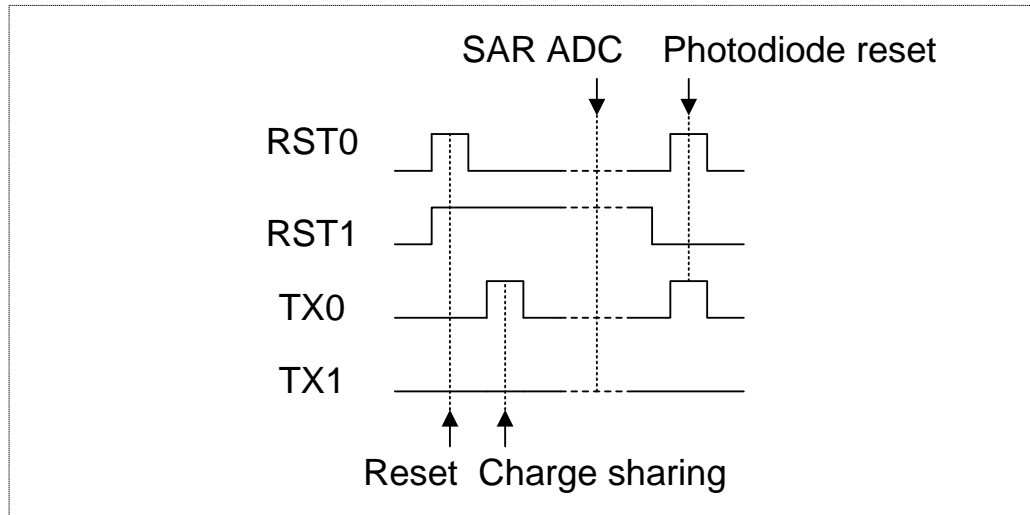 SAR ADC Photodiode reset
RST0
RST1
TX0
TX1
Reset Charge sharing